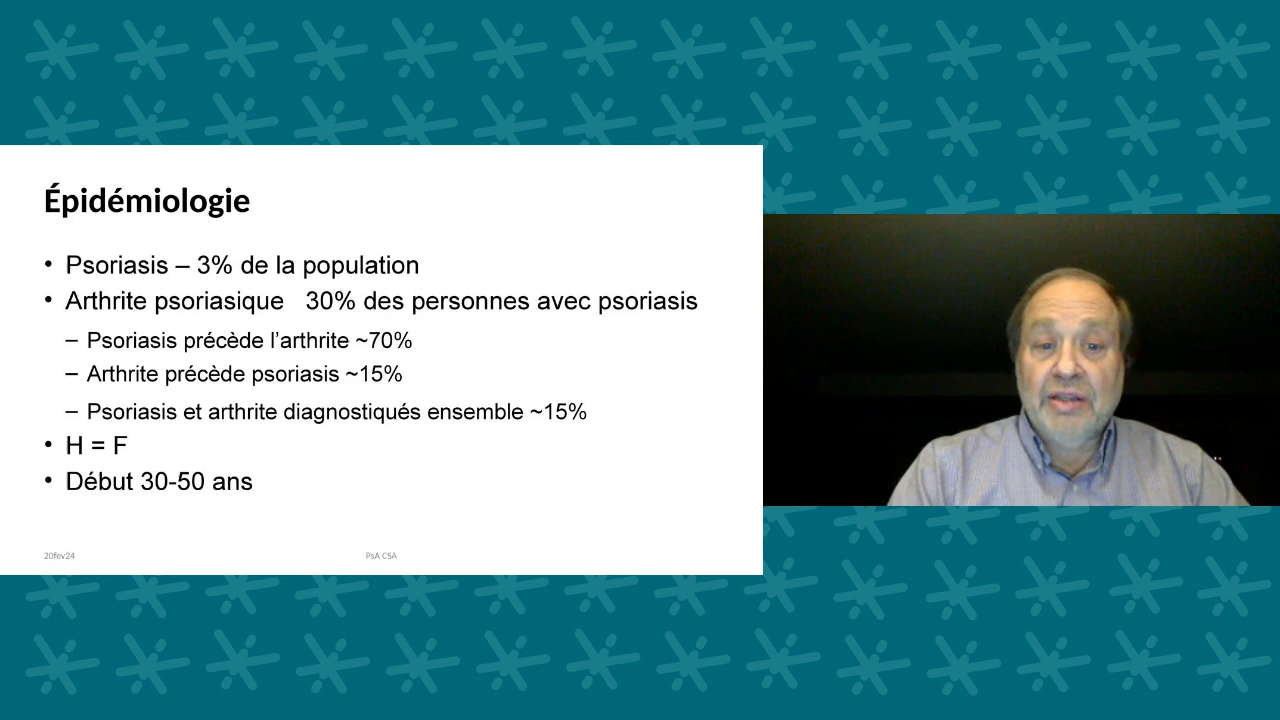 Épidémiologie
• Psoriasis – 3% de la population
• Arthrite psoriasique   30% des personnes avec psoriasis
– Psoriasis précède l’arthrite ~70%
– Arthrite précède psoriasis ~15%
– Psoriasis et arthrite diagnostiqués ensemble ~15%
• H = F
• Début 30-50 ans
20fev24
PsA CSA